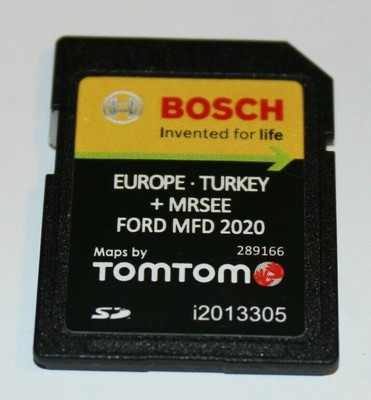 BOSCH
Invented for life
EUROPE · TURKEY
+ MRSEE
FORD MFD 2020
Maps by 289166
TOMTOM
SD i2013305